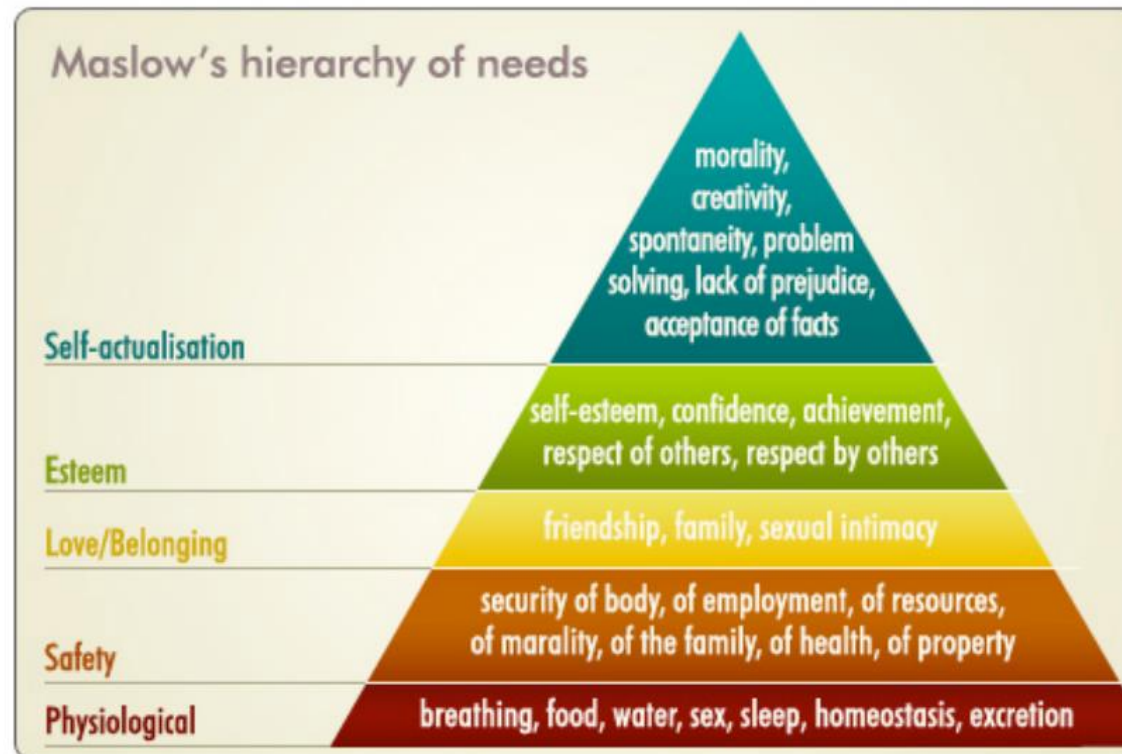 Maslow's hierarchy of needs
morality,
creativity,
spontaneity, problem
solving, lack of prejudice,
acceptance of facts
Self-actualisation
self-esteem, confidence, achievement,
respect of others, respect by others
Esteem
friendship, family, sexual intimacy
Love/Belonging
security of body, of employment, of resources,
of marality, of the family, of health, of property
Safety
breathing, food, water, sex, sleep, homeostasis, excretion
Physiological